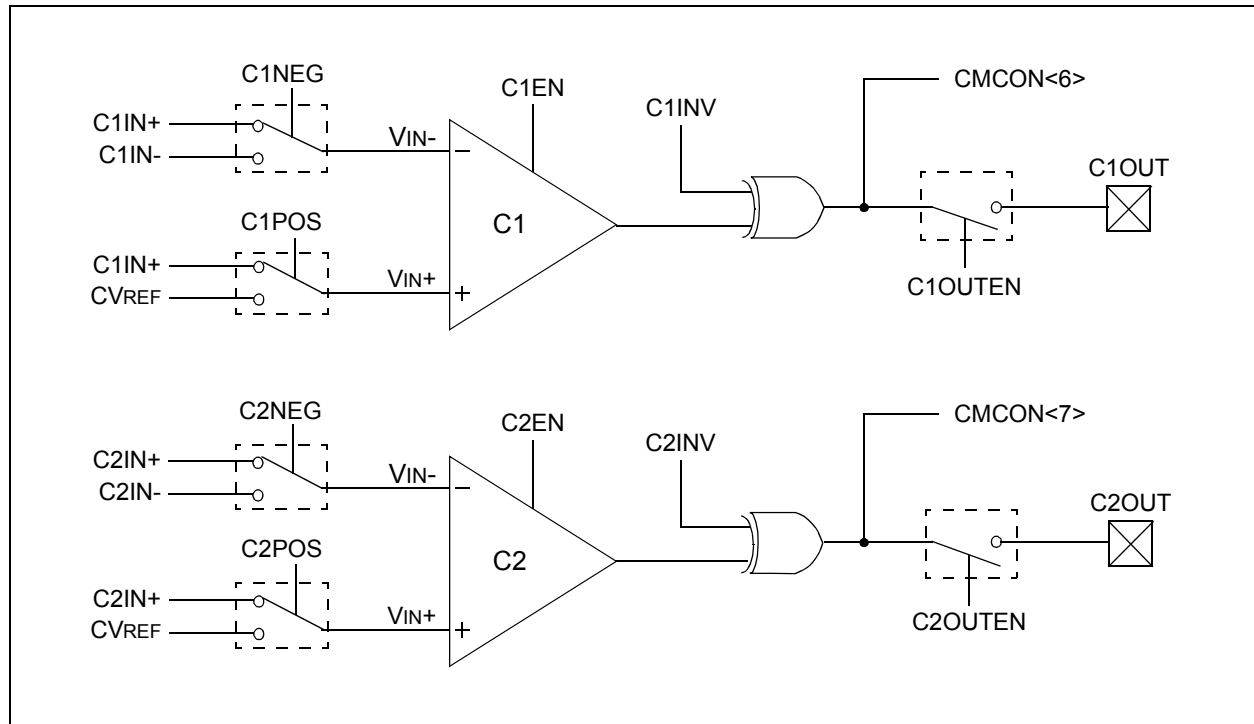 C1NEG
C1EN
CMCON<6>
C1INV
C1IN+
C1IN-
VIN-
−
C1OUT
C1
C1POS
C1IN+
CVREF
VIN+
+
C1OUTEN
C2NEG
C2EN
CMCON<7>
C2INV
C2IN+
C2IN-
VIN-
−
C2OUT
C2
C2POS
C2IN+
CVREF
VIN+
+
C2OUTEN